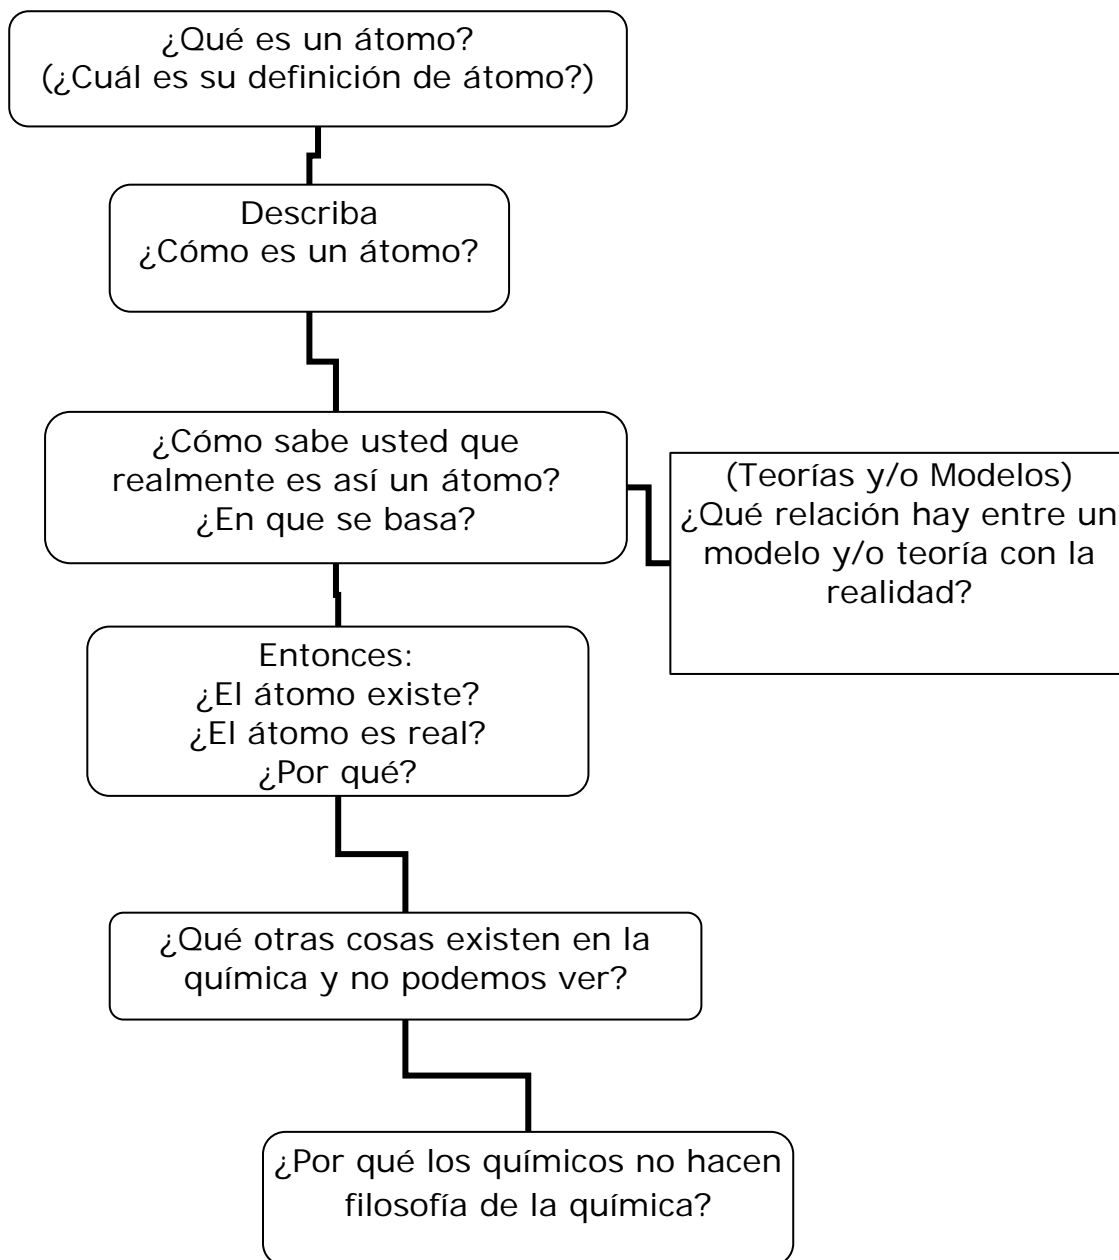 ¿Qué es un átomo?
(¿Cuál es su definición de átomo?)
Describa
¿Cómo es un átomo?
¿Cómo sabe usted que
realmente es así un átomo?
¿En que se basa?
(Teorías y/o Modelos)
¿Qué relación hay entre un
modelo y/o teoría con la
realidad?
Entonces:
¿El átomo existe?
¿El átomo es real?
¿Por qué?
¿Qué otras cosas existen en la
química y no podemos ver?
¿Por qué los químicos no hacen
filosofía de la química?